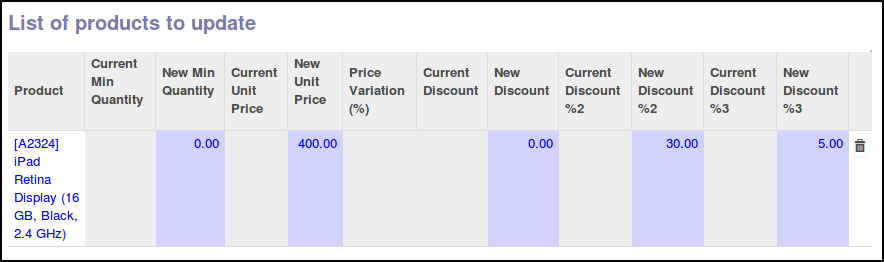 List of products to update
Product
Current Min Quantity
New Min Quantity
Current Unit Price
New Unit Price
Price Variation (%)
Current Discount
New Discount
Current Discount %2
New Discount %2
Current Discount %3
New Discount %3
[A2324] iPad Retina Display (16 GB, Black, 2.4 GHz)
0.00
400.00
0.00
30.00
5.00